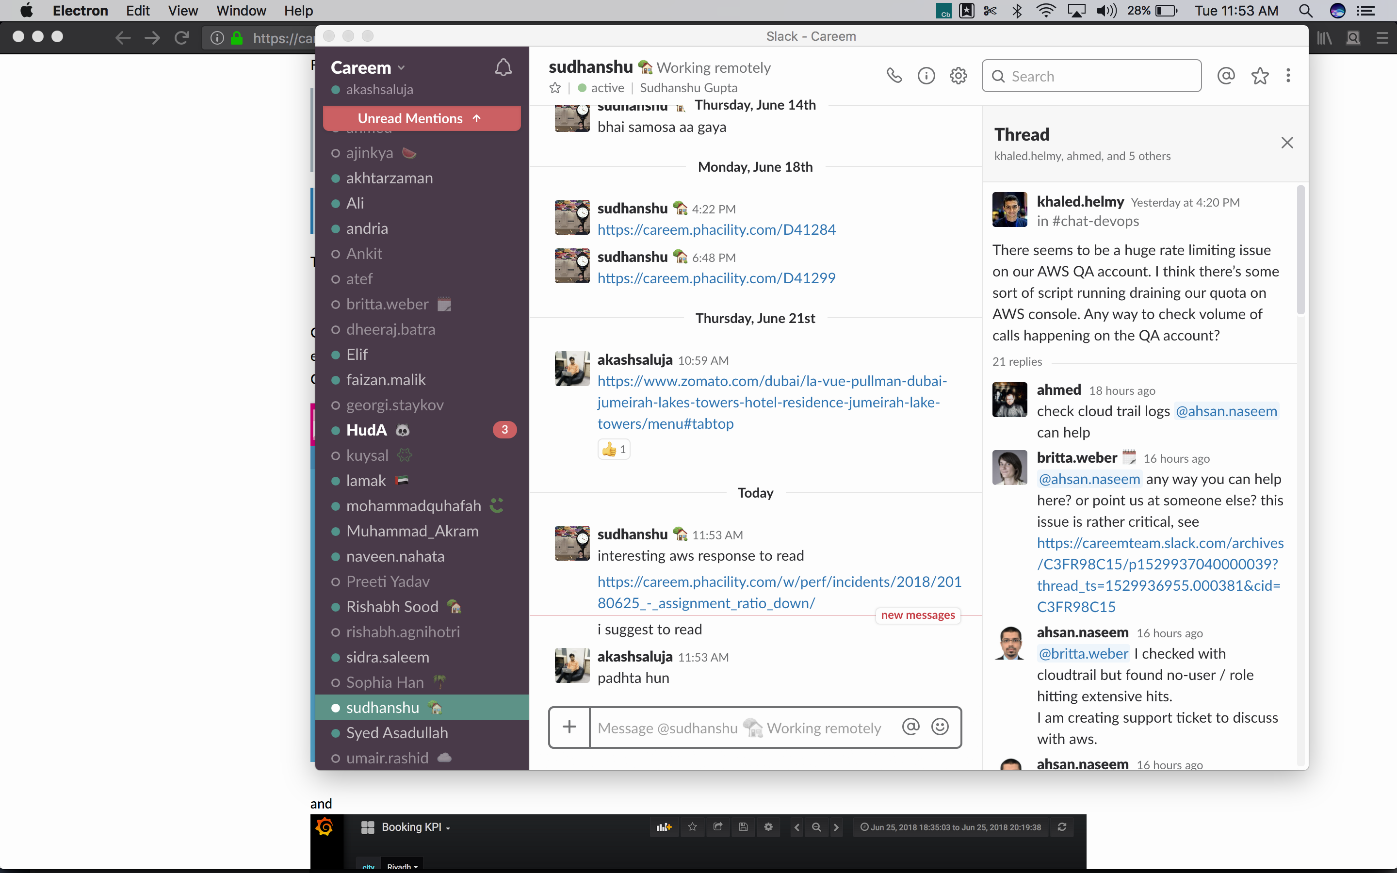 Electron Edit View Window Help
28% Tue 11:53 AM
https://ca
Slack - Careem
Careem
akashsaluja
Unread Mentions ↑
ajinkya
akhtarzaman
Ali
andria
Ankit
atef
britta.weber
dheeraj.batra
Elif
faizan.malik
georgi.staykov
HudA 3
kuysal
lamak
mohammadquhafah
Muhammad_Akram
naveen.nahata
Preeti Yadav
Rishabh Sood
rishabh.agnihotri
sidra.saleem
Sophia Han
sudhanshu
Syed Asadullah
umair.rashid
sudhanshu Working remotely
active | Sudhanshu Gupta
Search
Thursday, June 14th
sudhanshu
bhai samosa aa gaya
Monday, June 18th
sudhanshu 4:22 PM
https://careem.phacility.com/D41284
sudhanshu 6:48 PM
https://careem.phacility.com/D41299
Thursday, June 21st
akashsaluja 10:59 AM
https://www.zomato.com/dubai/la-vue-pullman-dubai-
jumeirah-lakes-towers-hotel-residence-jumeirah-lake-
towers/menu#tabtop
1
Today
sudhanshu 11:53 AM
interesting aws response to read
https://careem.phacility.com/w/perf/incidents/2018/201
80625_-_assignment_ratio_down/
new messages
i suggest to read
akashsaluja 11:53 AM
padhta hun
Message @sudhanshu Working remotely
Thread
khaled.helmy, ahmed, and 5 others
khaled.helmy Yesterday at 4:20 PM
in #chat-devops
There seems to be a huge rate limiting issue
on our AWS QA account. I think there's some
sort of script running draining our quota on
AWS console. Any way to check volume of
calls happening on the QA account?
21 replies
ahmed 18 hours ago
check cloud trail logs @ahsan.naseem
can help
britta.weber 16 hours ago
@ahsan.naseem any way you can help
here? or point us at someone else? this
issue is rather critical, see
https://careemteam.slack.com/archives
/C3FR98C15/p1529937040000039?
thread_ts=1529936955.000381&cid=
C3FR98C15
ahsan.naseem 16 hours ago
@britta.weber I checked with
cloudtrail but found no-user / role
hitting extensive hits.
I am creating support ticket to discuss
with aws.
ahsan.naseem 16 hours ago
and
Booking KPI
Jun 25, 2018 18:35:03 to Jun 25, 2018 20:19:38
city Riyadh